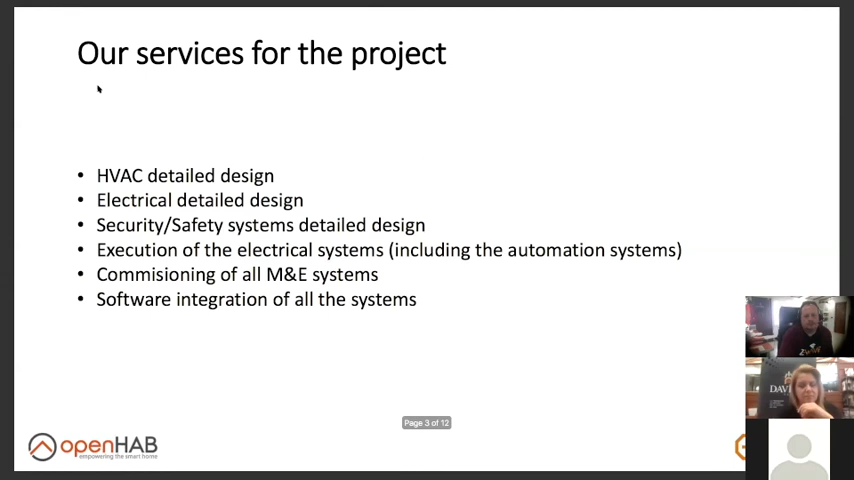 Our services for the project
• HVAC detailed design
• Electrical detailed design
• Security/Safety systems detailed design
• Execution of the electrical systems (including the automation systems)
• Commisioning of all M&E systems
• Software integration of all the systems
Page 3 of 12
openHAB
empowering the smart home